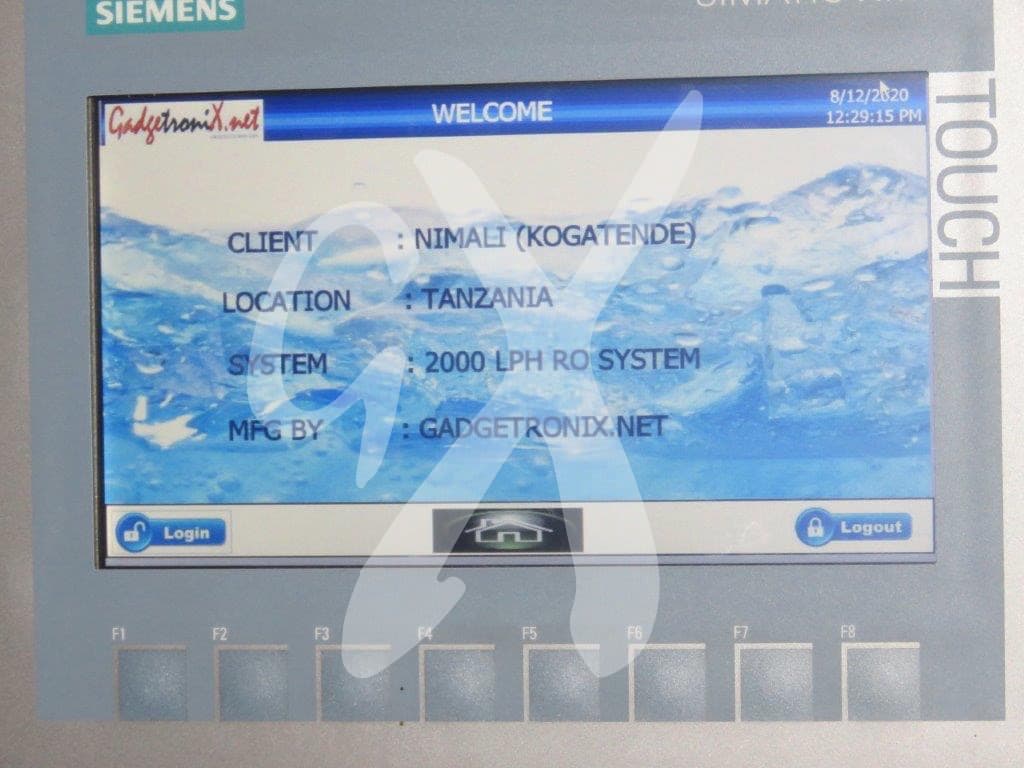 SIEMENS
GadgetroniX.net
WELCOME
8/12/2020
12:29:15 PM
TOUCH
CLIENT : NIMALI (KOGATENDE)
LOCATION : TANZANIA
SYSTEM : 2000 LPH RO SYSTEM
MFG BY : GADGETRONIX.NET
GX
Login
Logout
F1 F2 F3 F4 F5 F6 F7 F8